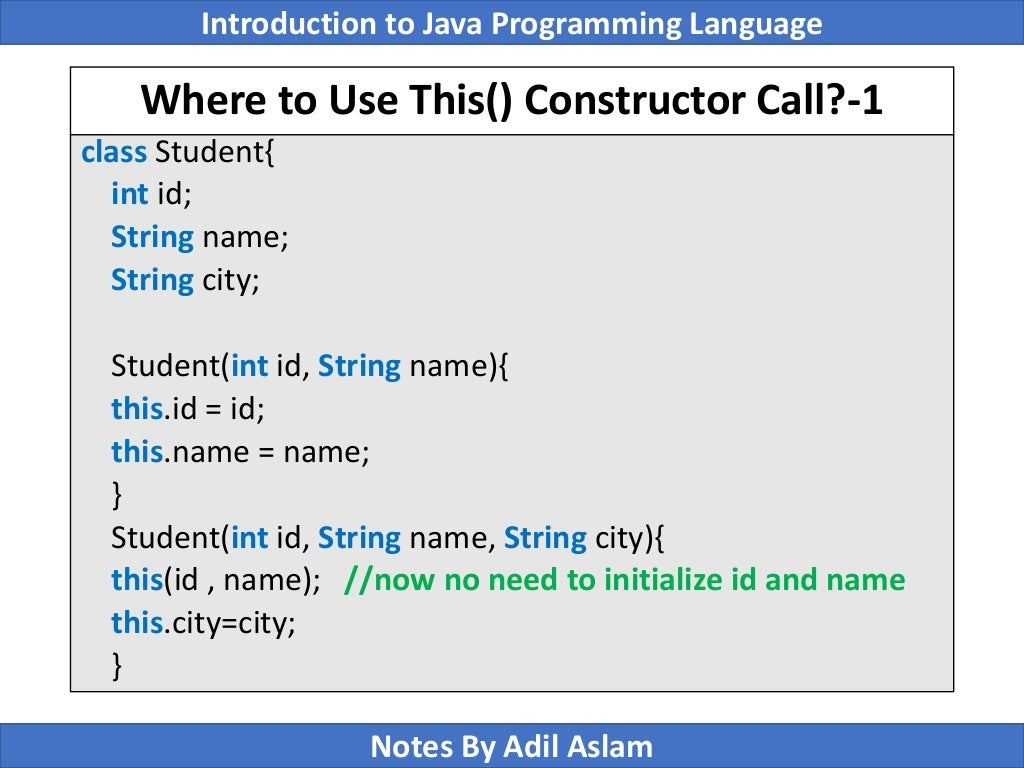 Introduction to Java Programming Language
Where to Use This() Constructor Call?-1
class Student{
int id;
String name;
String city;
Student(int id, String name){
this.id = id;
this.name = name;
}
Student(int id, String name, String city){
this(id , name); //now no need to initialize id and name
this.city=city;
}
Notes By Adil Aslam